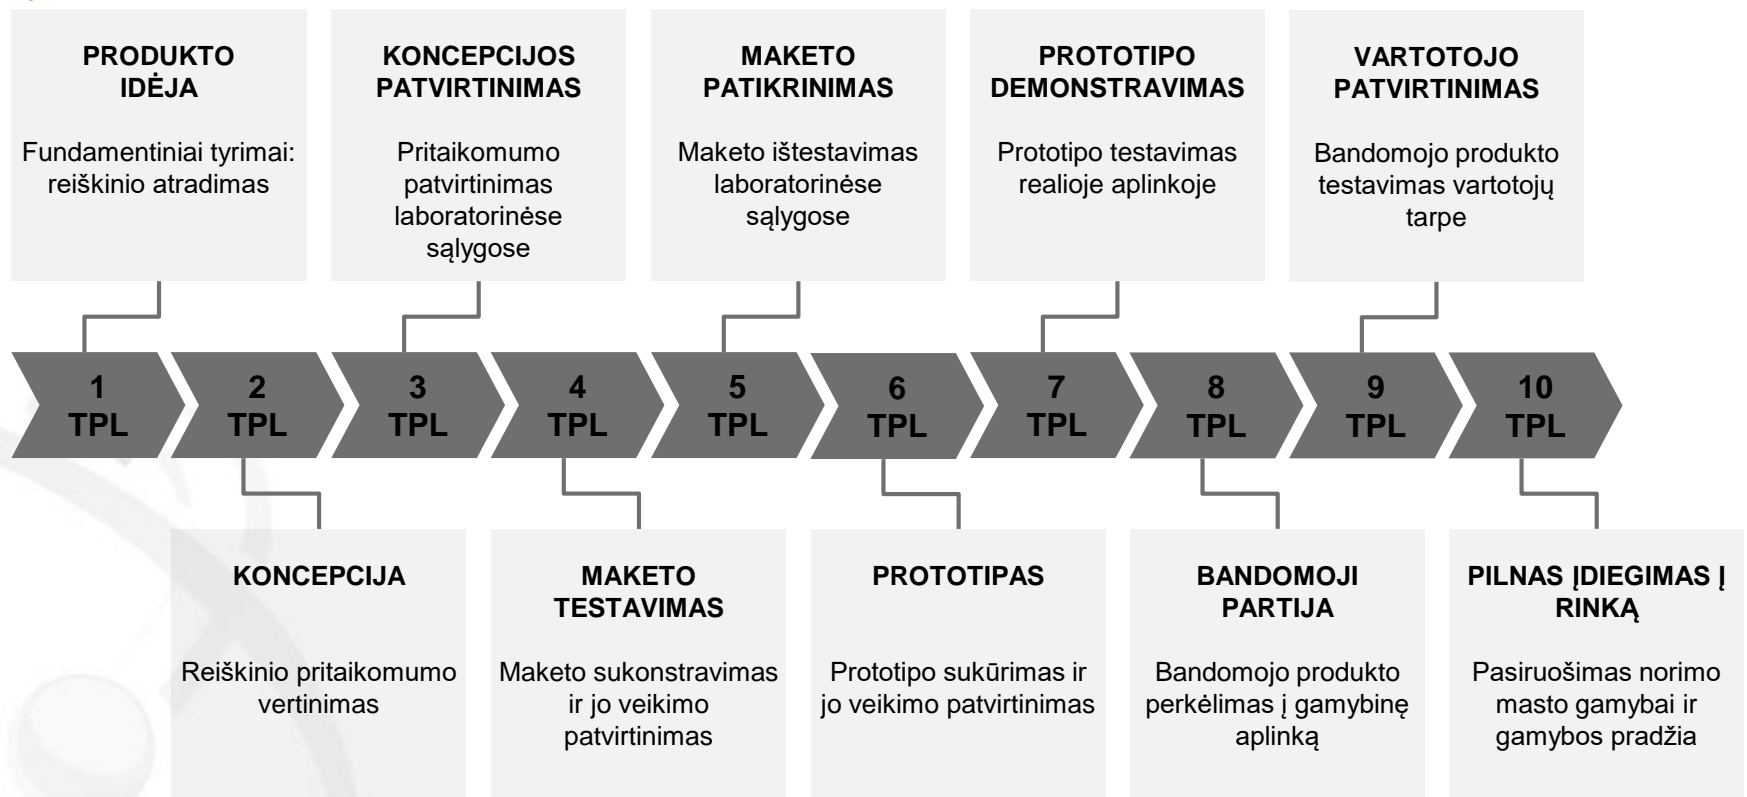 PRODUKTO
IDĖJA
Fundamentiniai tyrimai:
reiškinio atradimas
KONCEPCIJOS
PATVIRTINIMAS
Pritaikomumo
patvirtinimas
laboratorinėse
sąlygose
MAKETO
PATIKRINIMAS
Maketo ištestavimas
laboratorinėse
sąlygose
PROTOTIPO
DEMONSTRAVIMAS
Prototipo testavimas
realioje aplinkoje
VARTOTOJO
PATVIRTINIMAS
Bandomojo produkto
testavimas vartotojų
tarpe
1
TPL
2
TPL
3
TPL
4
TPL
5
TPL
6
TPL
7
TPL
8
TPL
9
TPL
10
TPL
KONCEPCIJA
Reiškinio pritaikomumo
vertinimas
MAKETO
TESTAVIMAS
Maketo sukonstravimas
ir jo veikimo
patvirtinimas
PROTOTIPAS
Prototipo sukūrimas ir
jo veikimo patvirtinimas
BANDOMOJI
PARTIJA
Bandomojo produkto
perkėlimas į gamybinę
aplinką
PILNAS ĮDIEGIMAS Į
RINKĄ
Pasiruošimas norimo
masto gamybai ir
gamybos pradžia